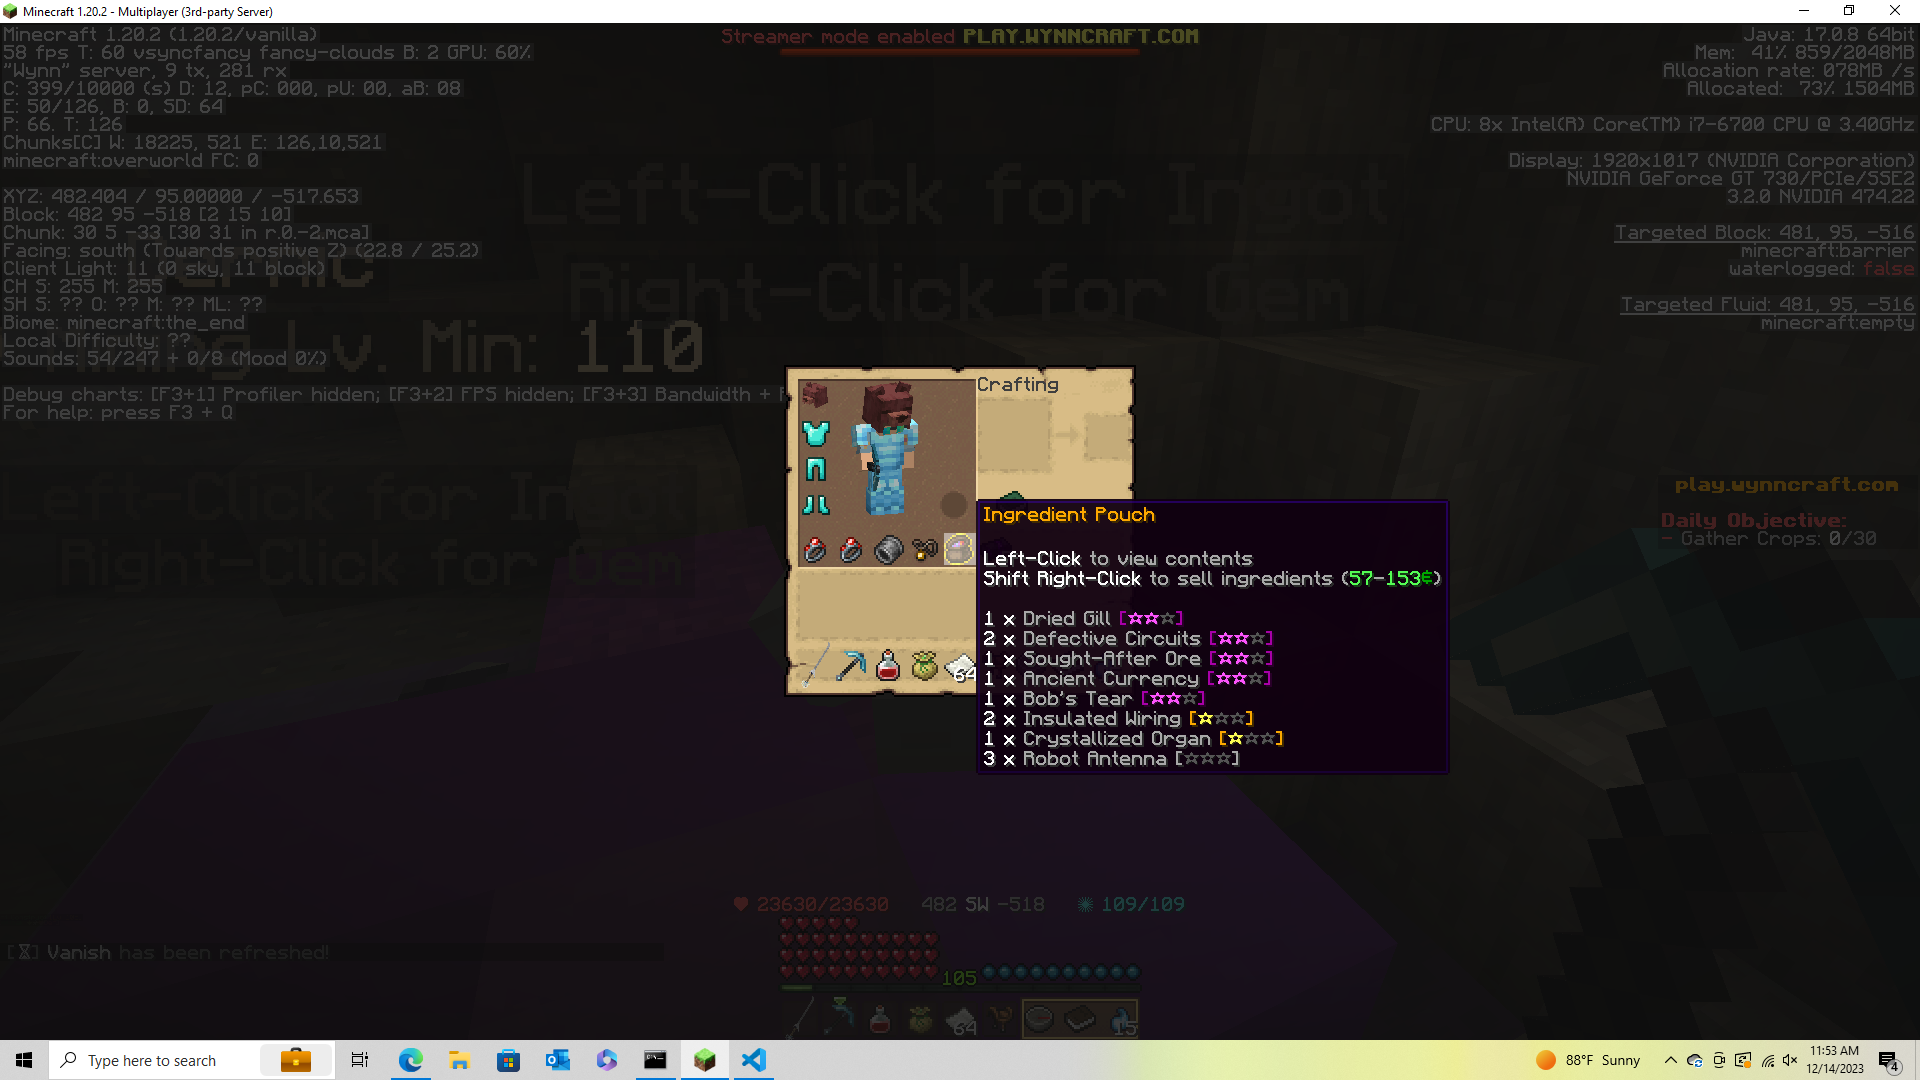 Minecraft 1.20.2 - Multiplayer (3rd-party Server)
Minecraft 1.20.2 (1.20.2/vanilla)
58 fps T: 60 vsyncfancy fancy-clouds B: 2 GPU: 60%
"Wynn" server, 9 tx, 281 rx
C: 399/10000 (s) D: 12, pC: 000, pU: 00, aB: 08
E: 50/126, B: 0, SD: 64
P: 66. T: 126
Chunks[C] W: 18225, 521 E: 126,10,521
minecraft:overworld FC: 0
XYZ: 482.404 / 95.00000 / -517.653
Block: 482 95 -518 [2 15 10]
Chunk: 30 5 -33 [30 31 in r.0.-2.mca]
Facing: south (Towards positive Z) (22.8 / 25.2)
Client Light: 11 (0 sky, 11 block)
CH S: 255 M: 255
SH S: ?? O: ?? M: ?? ML: ??
Biome: minecraft:the_end
Local Difficulty: ??
Sounds: 54/247 + 0/8 (Mood 0%)
Debug charts: [F3+1] Profiler hidden; [F3+2] FPS hidden; [F3+3] Bandwidth +
For help: press F3 + Q
Streamer mode enabled PLAY.WYNNCRAFT.COM
Java: 17.0.8 64bit
Mem: 41% 859/2048MB
Allocation rate: 078MB /s
Allocated: 73% 1504MB
CPU: 8x Intel(R) Core(TM) i7-6700 CPU @ 3.40GHz
Display: 1920x1017 (NVIDIA Corporation)
NVIDIA GeForce GT 730/PCIe/SSE2
3.2.0 NVIDIA 474.22
Targeted Block: 481, 95, -516
minecraft:barrier
waterlogged: false
Targeted Fluid: 481, 95, -516
minecraft:empty
Left-Click for Ingot
Right-Click for Gem
Lv. Min: 110
Left-Click for Ingot
Right-Click for Gem
play.wynncraft.com
Daily Objective:
- Gather Crops: 0/30
Crafting
Ingredient Pouch
Left-Click to view contents
Shift Right-Click to sell ingredients (57-153²)
1 x Dried Gill [☆☆☆]
2 x Defective Circuits [☆☆☆]
1 x Sought-After Ore [☆☆☆]
1 x Ancient Currency [☆☆☆]
1 x Bob's Tear [☆☆☆]
2 x Insulated Wiring [☆☆☆]
1 x Crystallized Organ [☆☆☆]
3 x Robot Antenna [☆☆☆]
64
23630/23630 482 SW -518 109/109
Vanish has been refreshed!
105
64
15
Type here to search
88°F Sunny
11:53 AM
12/14/2023
4